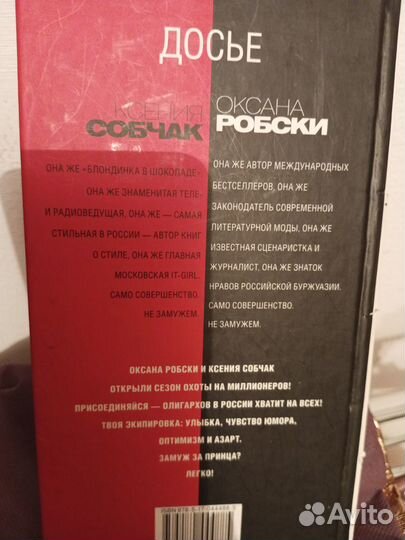 ДОСЬЕ
КСЕНИЯ
СОБЧАК
ОНА ЖЕ «БЛОНДИНКА В ШОКОЛАДЕ»,
ОНА ЖЕ ЗНАМЕНИТАЯ ТЕЛЕ-
И РАДИОВЕДУЩАЯ, ОНА ЖЕ — САМАЯ
СТИЛЬНАЯ В РОССИИ — АВТОР КНИГ
О СТИЛЕ, ОНА ЖЕ ГЛАВНАЯ
МОСКОВСКАЯ IT-GIRL.
САМО СОВЕРШЕНСТВО.
НЕ ЗАМУЖЕМ.
ОКСАНА
РОБСКИ
ОНА ЖЕ АВТОР МЕЖДУНАРОДНЫХ
БЕСТСЕЛЛЕРОВ, ОНА ЖЕ
ЗАКОНОДАТЕЛЬ СОВРЕМЕННОЙ
ЛИТЕРАТУРНОЙ МОДЫ, ОНА ЖЕ
ИЗВЕСТНАЯ СЦЕНАРИСТКА И
ЖУРНАЛИСТ, ОНА ЖЕ ЗНАТОК
НРАВОВ РОССИЙСКОЙ БУРЖУАЗИИ.
САМО СОВЕРШЕНСТВО.
НЕ ЗАМУЖЕМ.
ОКСАНА РОБСКИ И КСЕНИЯ СОБЧАК
ОТКРЫЛИ СЕЗОН ОХОТЫ НА МИЛЛИОНЕРОВ!
ПРИСОЕДИНЯЙСЯ — ОЛИГАРХОВ В РОССИИ ХВАТИТ НА ВСЕХ!
ТВОЯ ЭКИПИРОВКА: УЛЫБКА, ЧУВСТВО ЮМОРА,
ОПТИМИЗМ И АЗАРТ.
ЗАМУЖ ЗА ПРИНЦА?
ЛЕГКО!
ISBN 978-5-17-
Avito